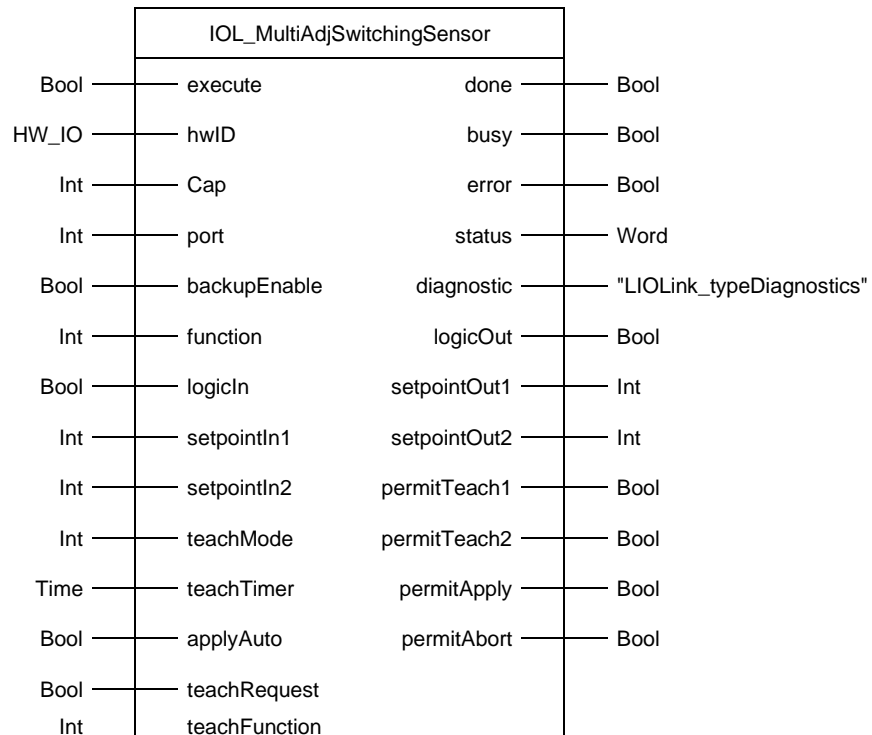 IOL_MultiAdjSwitchingSensor
Bool execute done Bool
HW_IO hwID busy Bool
Int Cap error Bool
Int port status Word
Bool backupEnable diagnostic "LIOLink_typeDiagnostics"
Int function logicOut Bool
Bool logicIn setpointOut1 Int
Int setpointIn1 setpointOut2 Int
Int setpointIn2 permitTeach1 Bool
Int teachMode permitTeach2 Bool
Time teachTimer permitApply Bool
Bool applyAuto permitAbort Bool
Bool teachRequest
Int teachFunction